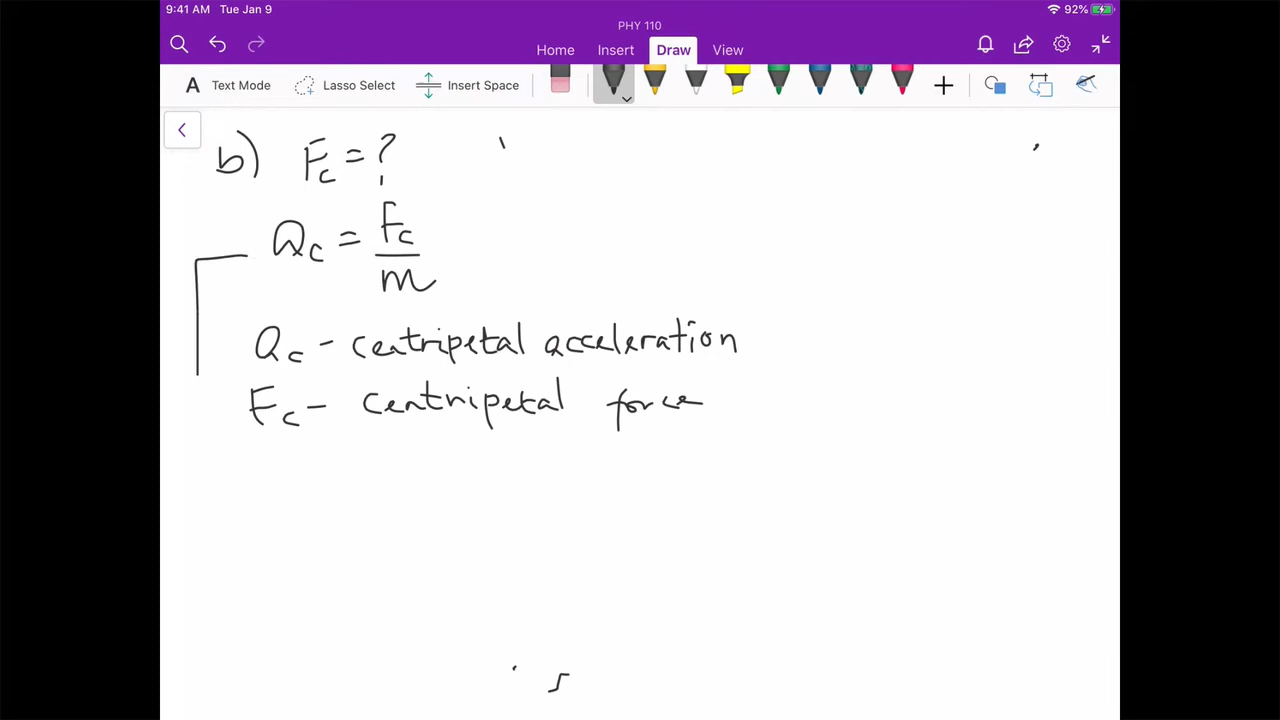 9:41 AM Tue Jan 9
92%
PHY 110
Home Insert Draw View
A Text Mode Lasso Select Insert Space
b) Fc = ?
ac = Fc / m
ac - centripetal acceleration
Fc - centripetal force